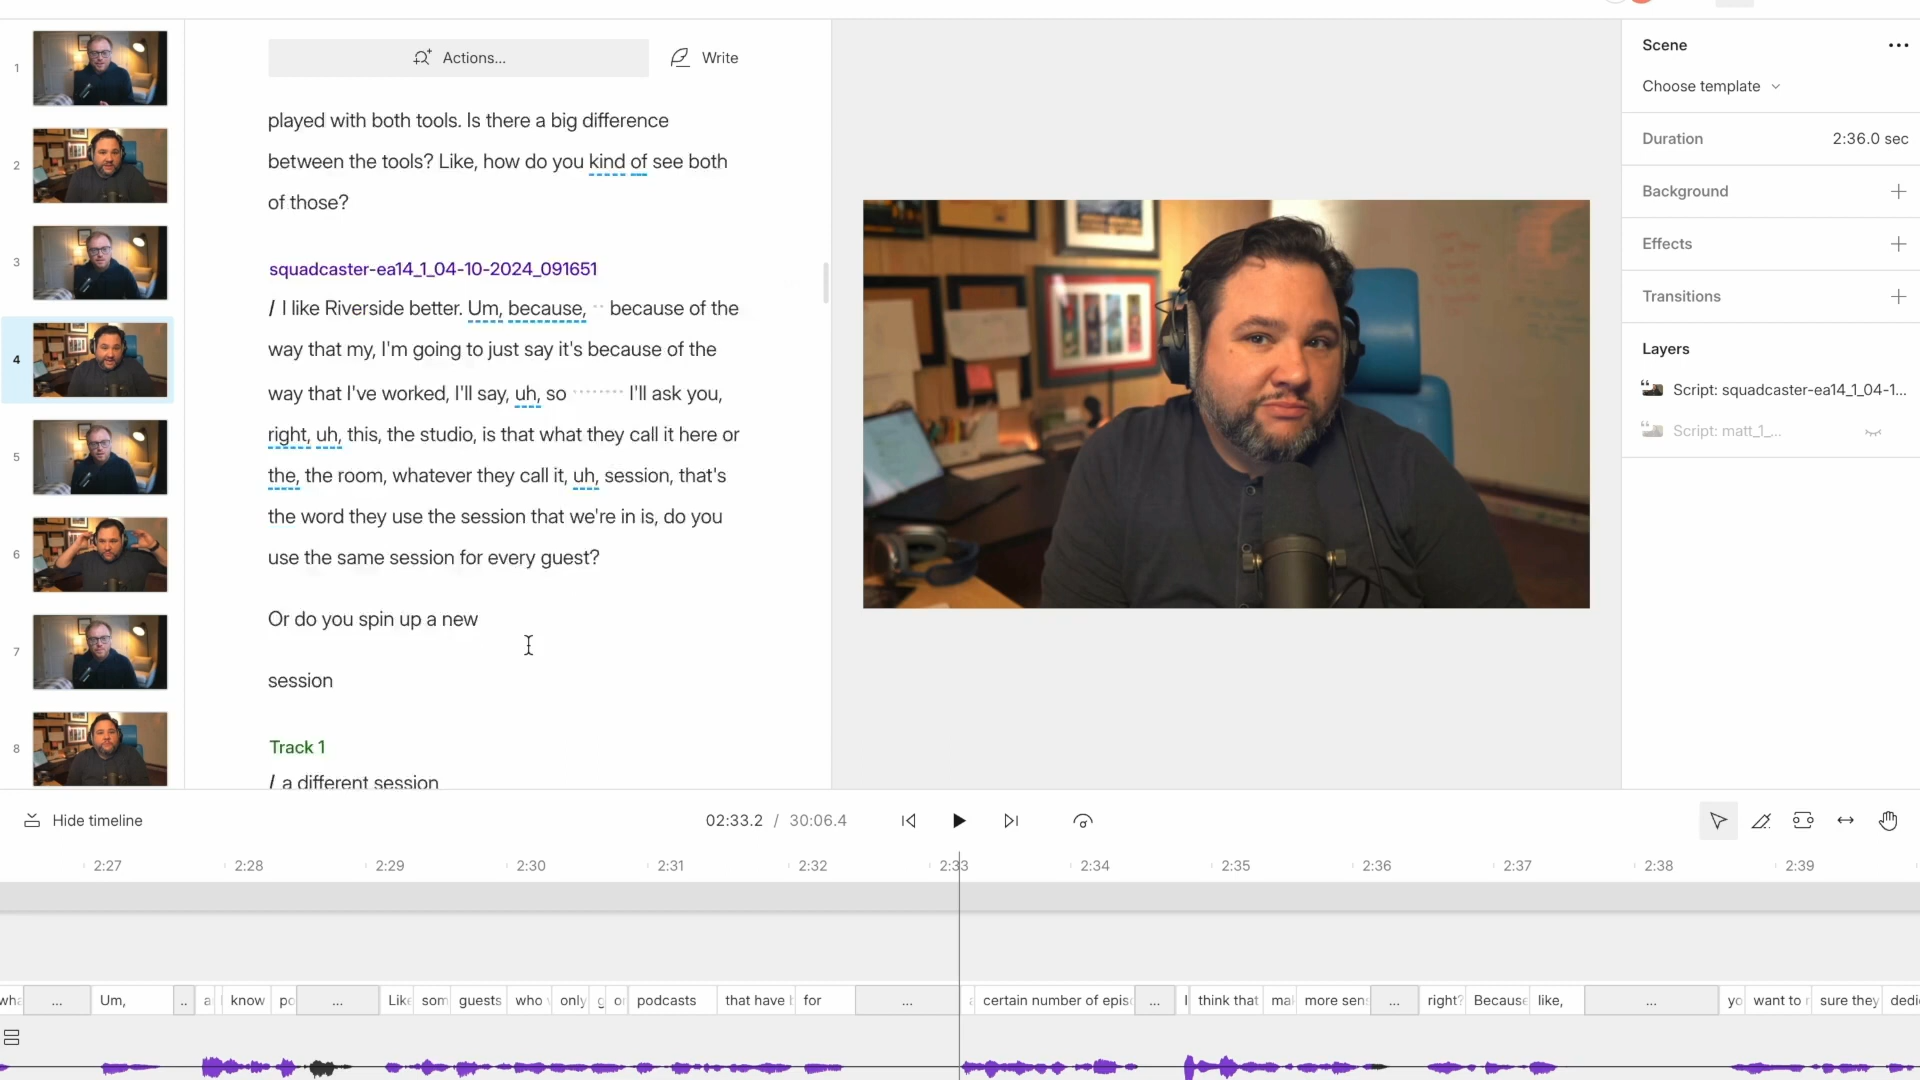 Actions...
Write
played with both tools. Is there a big difference
between the tools? Like, how do you kind of see both
of those?
squadcaster-ea14_1_04-10-2024_091651
/ I like Riverside better. Um, because, ·· because of the
way that my, I'm going to just say it's because of the
way that I've worked, I'll say, uh, so ········ I'll ask you,
right, uh, this, the studio, is that what they call it here or
the, the room, whatever they call it, uh, session, that's
the word they use the session that we're in is, do you
use the same session for every guest?
Or do you spin up a new
session
Track 1
/ a different session
1
2
3
4
5
6
7
8
Scene
Choose template
Duration 2:36.0 sec
Background
Effects
Transitions
Layers
Script: squadcaster-ea14_1_04-1...
Script: matt_1_...
Hide timeline
02:33.2 / 30:06.4
2:27 2:28 2:29 2:30 2:31 2:32 2:33 2:34 2:35 2:36 2:37 2:38 2:39
... Um, .. a know po ... Like som guests who only o podcasts that have for ... certain number of epis ... I think that ma more sens ... right? Because like, ... yo want to sure they dedi